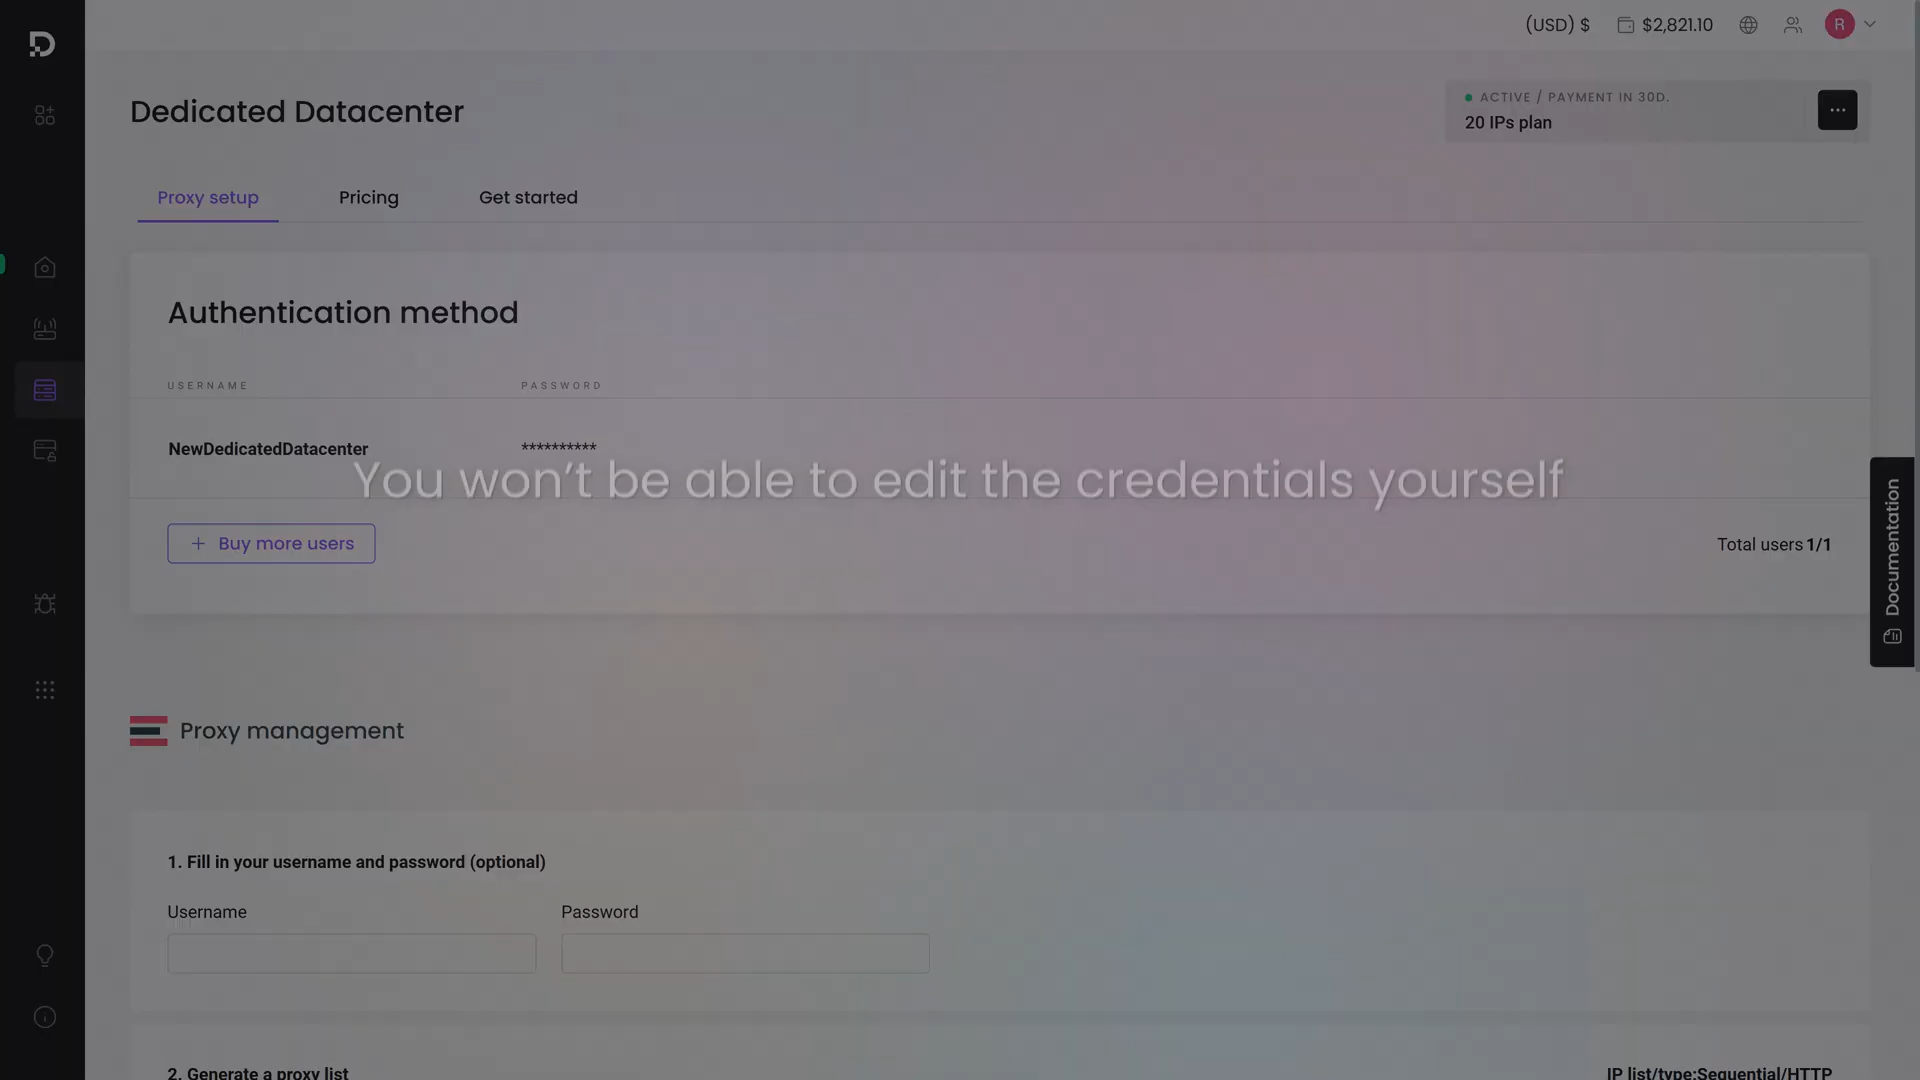 (USD) $ $2,821.10 R
Dedicated Datacenter
ACTIVE / PAYMENT IN 30D.
20 IPs plan
Proxy setup Pricing Get started
Authentication method
USERNAME PASSWORD
NewDedicatedDatacenter **********
You won’t be able to edit the credentials yourself
+ Buy more users
Total users 1/1
Documentation
Proxy management
1. Fill in your username and password (optional)
Username Password
2. Generate a proxy list
IP list/type:Sequential/HTTP